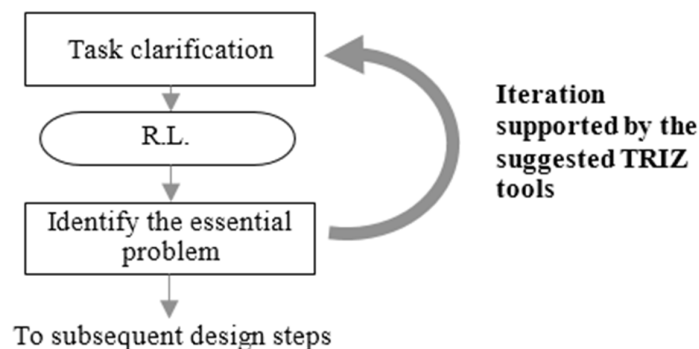 Task clarification
R.L.
Identify the essential
problem
To subsequent design steps
Iteration
supported by the
suggested TRIZ
tools